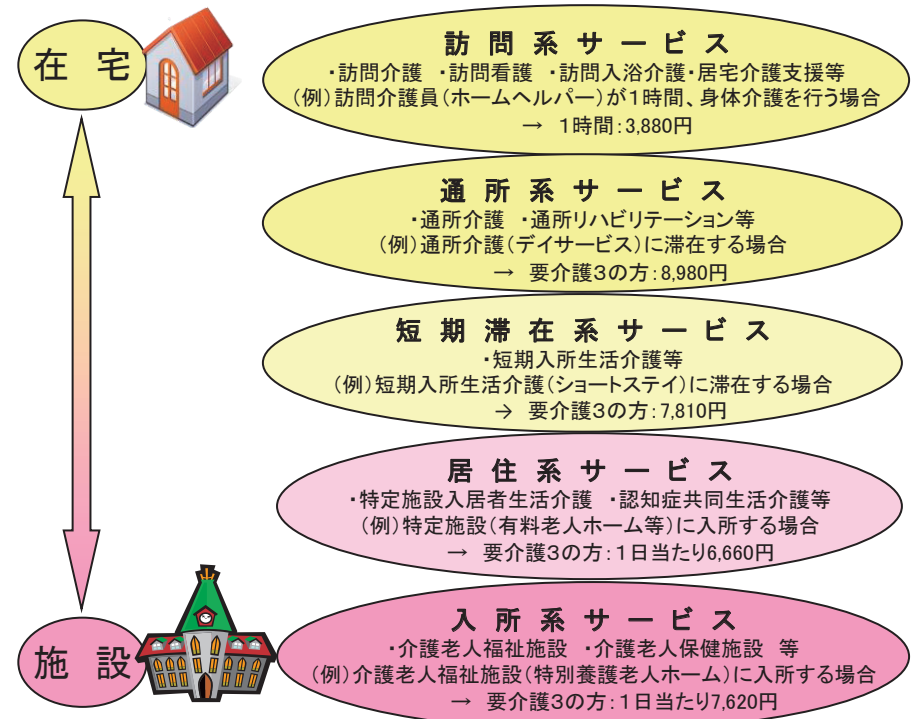 在 宅
訪 問 系 サ ー ビ ス
・訪問介護 ・訪問看護 ・訪問入浴介護・居宅介護支援等
(例)訪問介護員(ホームヘルパー)が1時間、身体介護を行う場合
→ 1時間:3,880円
通 所 系 サ ー ビ ス
・通所介護 ・通所リハビリテーション等
(例)通所介護(デイサービス)に滞在する場合
→ 要介護3の方:8,980円
短 期 滞 在 系 サ ー ビ ス
・短期入所生活介護等
(例)短期入所生活介護(ショートステイ)に滞在する場合
→ 要介護3の方:7,810円
居 住 系 サ ー ビ ス
・特定施設入居者生活介護 ・認知症共同生活介護等
(例)特定施設(有料老人ホーム等)に入所する場合
→ 要介護3の方:1日当たり6,660円
施 設
入 所 系 サ ー ビ ス
・介護老人福祉施設 ・介護老人保健施設 等
(例)介護老人福祉施設(特別養護老人ホーム)に入所する場合
→ 要介護3の方:1日当たり7,620円